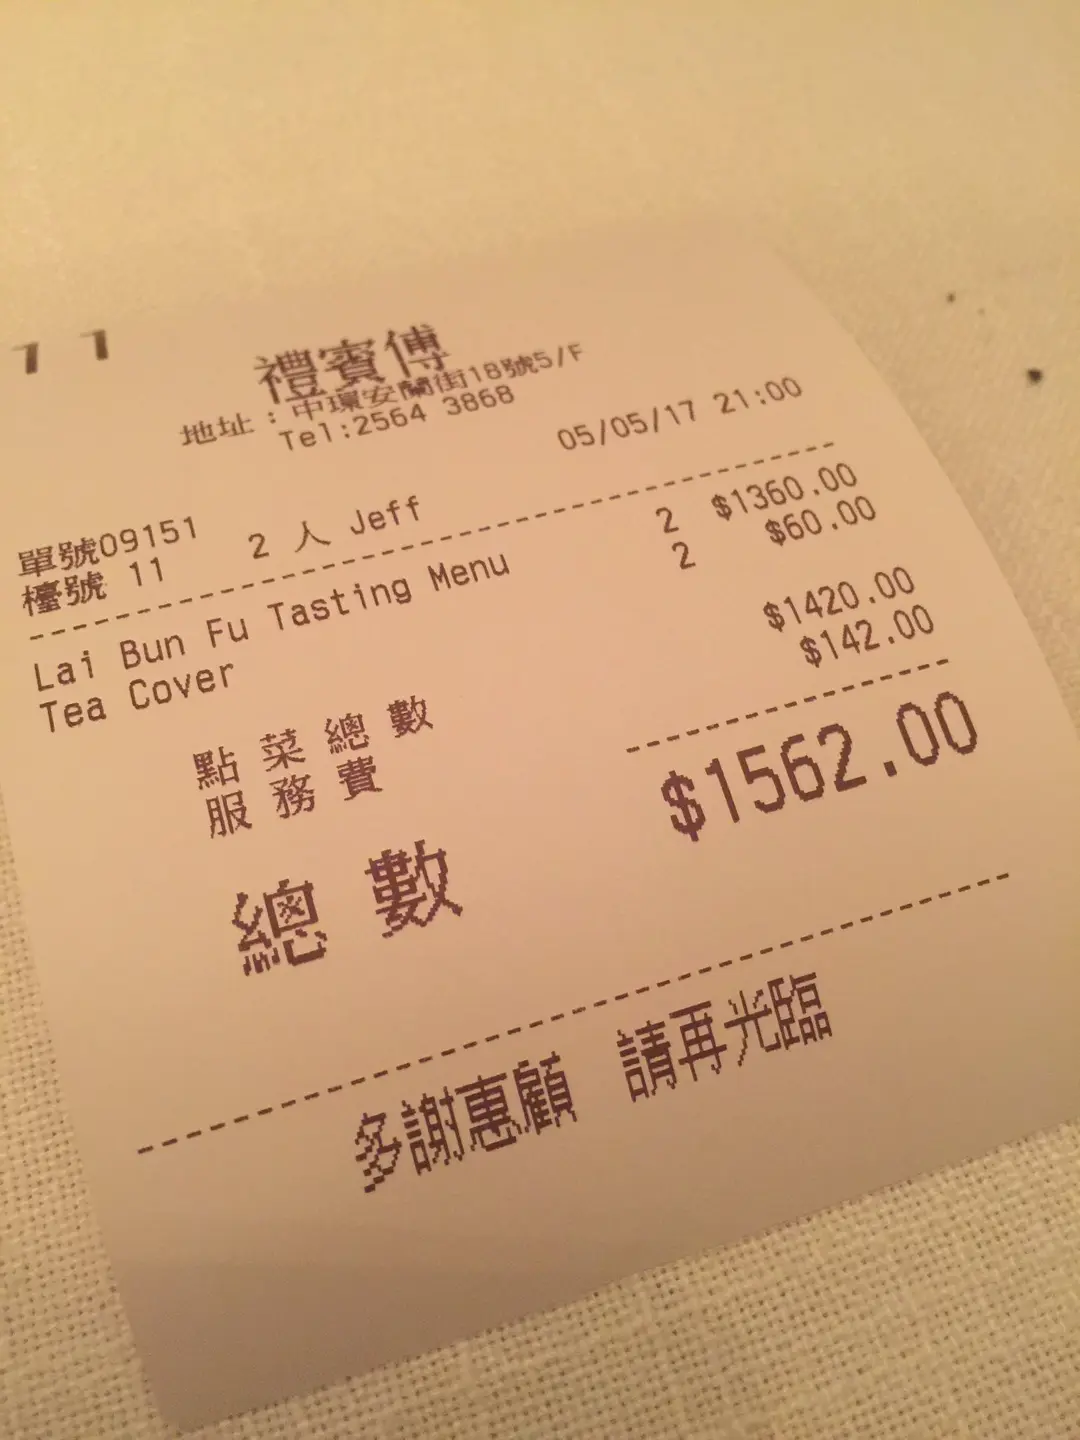 11
禮賓傅
地址：中環安蘭街18號5/F
Tel:2564 3868
05/05/17 21:00
單號09151 2 人 Jeff
檯號 11
Lai Bun Fu Tasting Menu 2 $1360.00
Tea Cover 2 $60.00
點菜總數 $1420.00
服務費 $142.00
總數 $1562.00
多謝惠顧 請再光臨